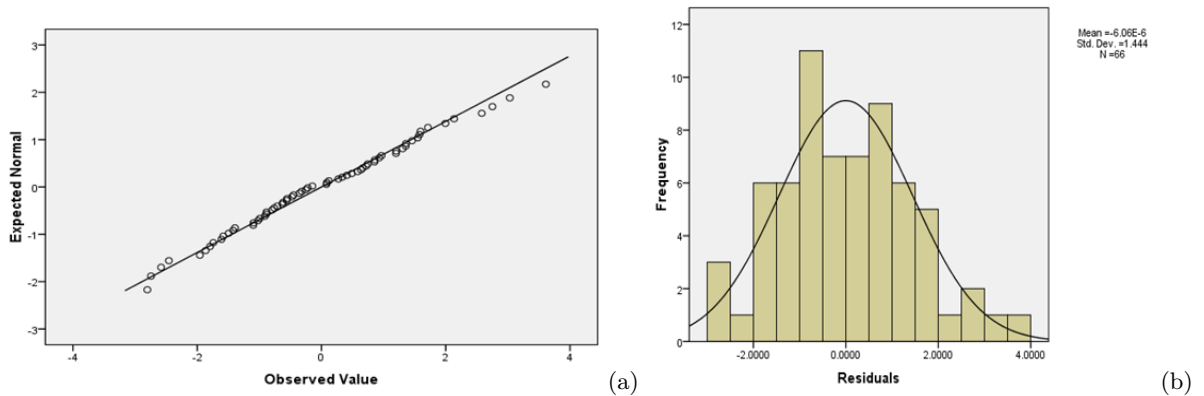 Expected Normal
3
2
1
0
-1
-2
-3
-4
-2
0
2
4
Observed Value
(a)
Frequency
12
10
8
6
4
2
0
-2.0000
0.0000
2.0000
4.0000
Residuals
Mean =-6.06E-6
Std. Dev. =1.444
N =66
(b)